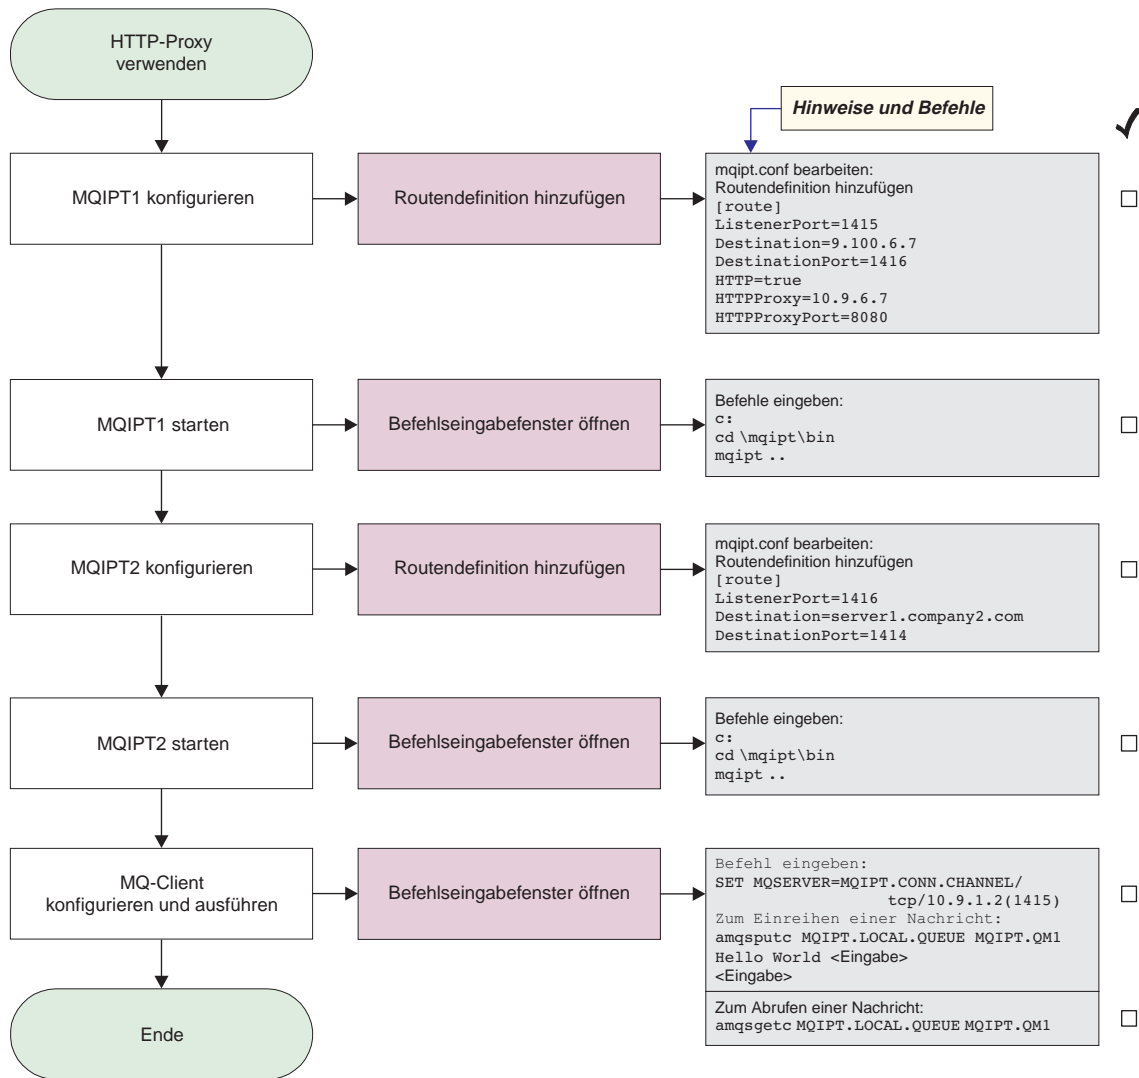 HTTP-Proxy
verwenden
Hinweise und Befehle
MQIPT1 konfigurieren
Routendefinition hinzufügen
mqipt.conf bearbeiten:
Routendefinition hinzufügen
[route]
ListenerPort=1415
Destination=9.100.6.7
DestinationPort=1416
HTTP=true
HTTPProxy=10.9.6.7
HTTPProxyPort=8080
MQIPT1 starten
Befehlseingabefenster öffnen
Befehle eingeben:
c:
cd \mqipt\bin
mqipt ..
MQIPT2 konfigurieren
Routendefinition hinzufügen
mqipt.conf bearbeiten:
Routendefinition hinzufügen
[route]
ListenerPort=1416
Destination=server1.company2.com
DestinationPort=1414
MQIPT2 starten
Befehlseingabefenster öffnen
Befehle eingeben:
c:
cd \mqipt\bin
mqipt ..
MQ-Client
konfigurieren und ausführen
Befehlseingabefenster öffnen
Befehl eingeben:
SET MQSERVER=MQIPT.CONN.CHANNEL/
tcp/10.9.1.2(1415)
Zum Einreihen einer Nachricht:
amqsputc MQIPT.LOCAL.QUEUE MQIPT.QM1
Hello World <Eingabe>
<Eingabe>
Zum Abrufen einer Nachricht:
amqsgetc MQIPT.LOCAL.QUEUE MQIPT.QM1
Ende